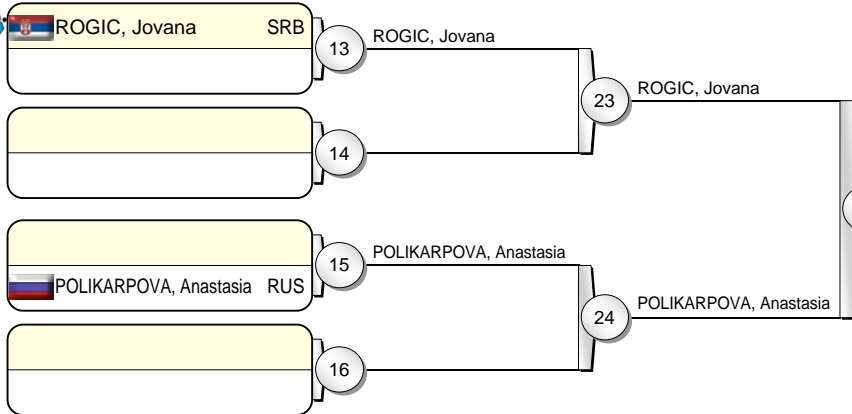 ROGIC, Jovana SRB
13
ROGIC, Jovana
23
ROGIC, Jovana
14
15
POLIKARPOVA, Anastasia
POLIKARPOVA, Anastasia RUS
24
POLIKARPOVA, Anastasia
16